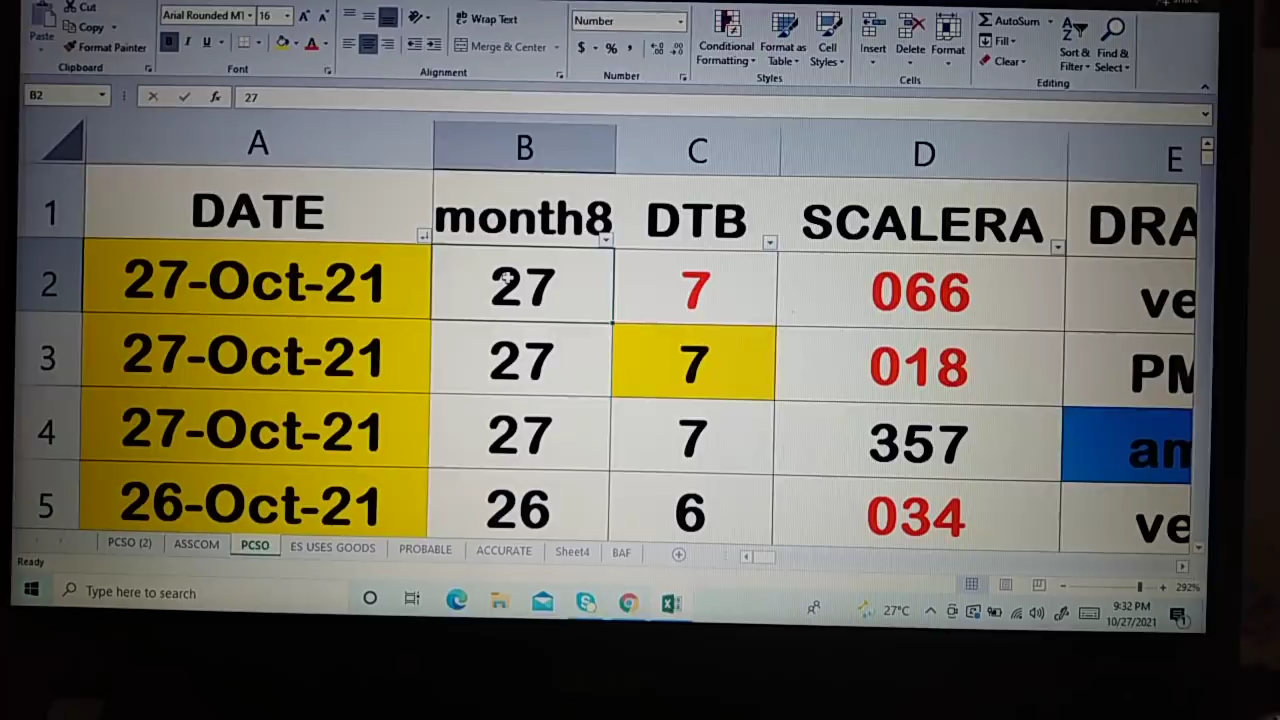 Cut
Copy
Paste
Format Painter
Clipboard
Arial Rounded MT 16 A A
B I U A
Font
Wrap Text
Merge & Center
Alignment
Number
$ % ,
Number
Conditional Formatting
Format as Table
Cell Styles
Styles
Insert Delete Format
Cells
AutoSum
Fill
Clear
Sort & Filter
Find & Select
Editing
B2 fx 27
A B C D E
1 DATE month8 DTB SCALERA DRA
2 27-Oct-21 27 7 066 ve
3 27-Oct-21 27 7 018 PM
4 27-Oct-21 27 7 357 am
5 26-Oct-21 26 6 034 ve
PCSO (2) ASSCOM PCSO ES USES GOODS PROBABLE ACCURATE Sheet4 BAF
Ready
292%
Type here to search
27°C
9:32 PM
10/27/2021